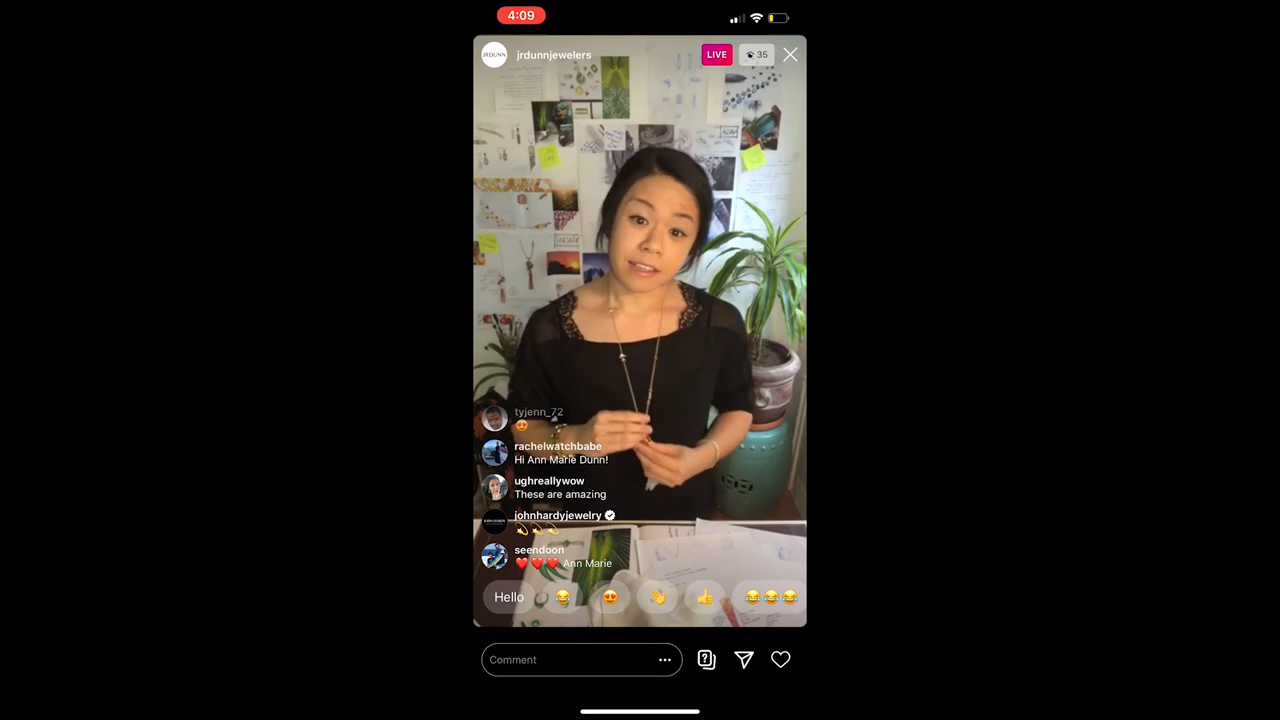 4:09
JRDUNN
jrdunnjewelers
LIVE
35
tyjenn_72
😍
rachelwatchbabe
Hi Ann Marie Dunn!
ughreallywow
These are amazing
johnhardyjewelry
💫💫💫
seendoon
❤️❤️❤️ Ann Marie
Hello 😂 😍 👋 👍 😂😂😂
Comment